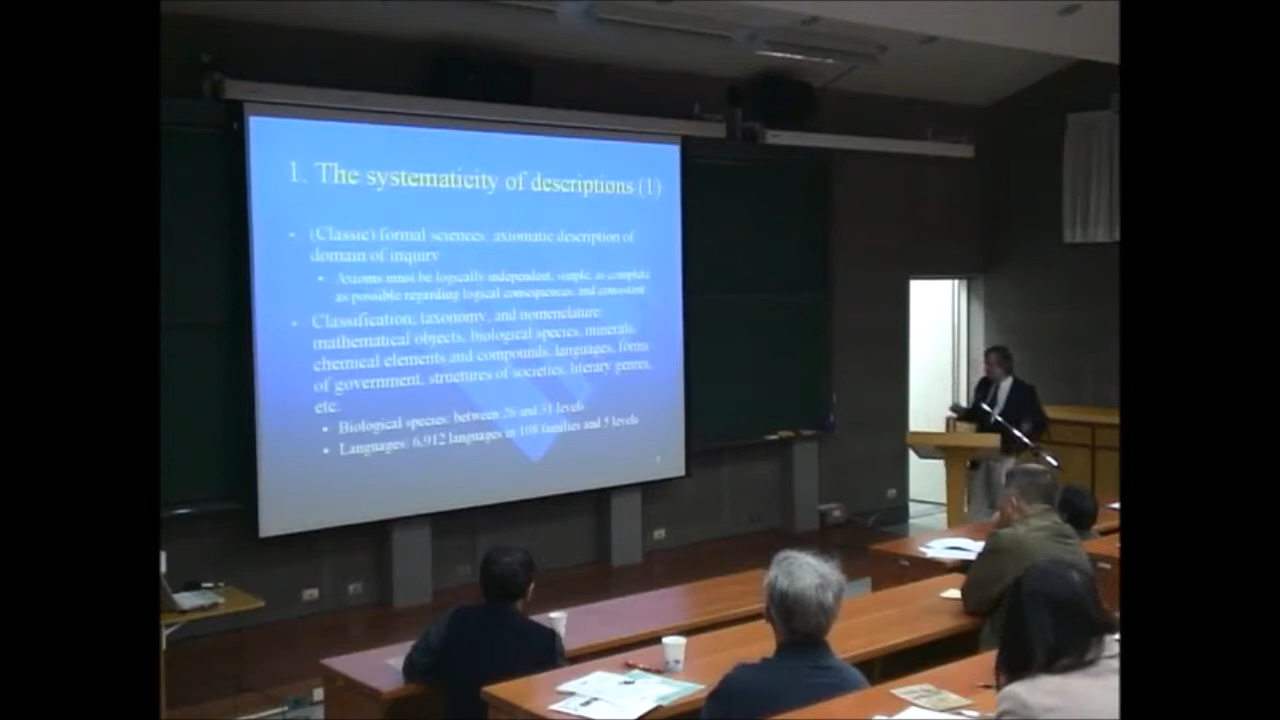 1. The systematicity of descriptions (1)
(Classic) formal sciences: axiomatic description of
domain of inquiry
Axioms must be logically independent, simple, as complete
as possible regarding logical consequences, and consistent
Classification, taxonomy, and nomenclature:
mathematical objects, biological species, minerals,
chemical elements and compounds, languages, forms
of government, structures of societies, literary genres,
etc.
Biological species: between 26 and 31 levels
Languages: 6,912 languages in 108 families and 5 levels